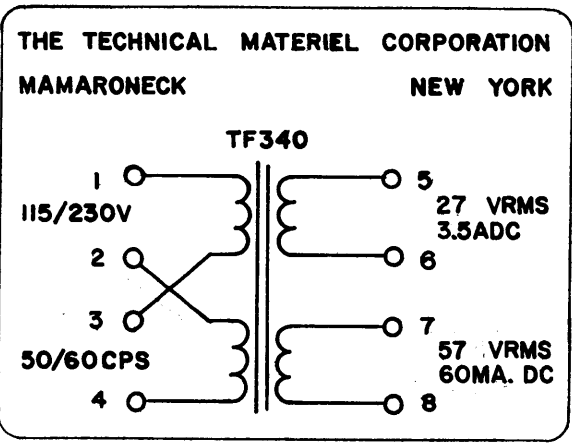 THE TECHNICAL MATERIEL CORPORATION
MAMARONECK NEW YORK
TF340
1 5
115/230V 27 VRMS
3.5ADC
2 6
3 7
50/60CPS 57 VRMS
60MA. DC
4 8